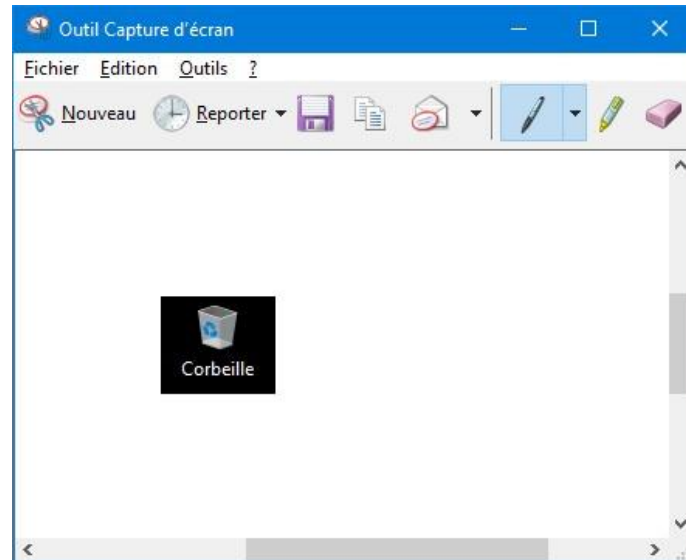 Outil Capture d'écran
Fichier Edition Outils ?
Nouveau Reporter
Corbeille